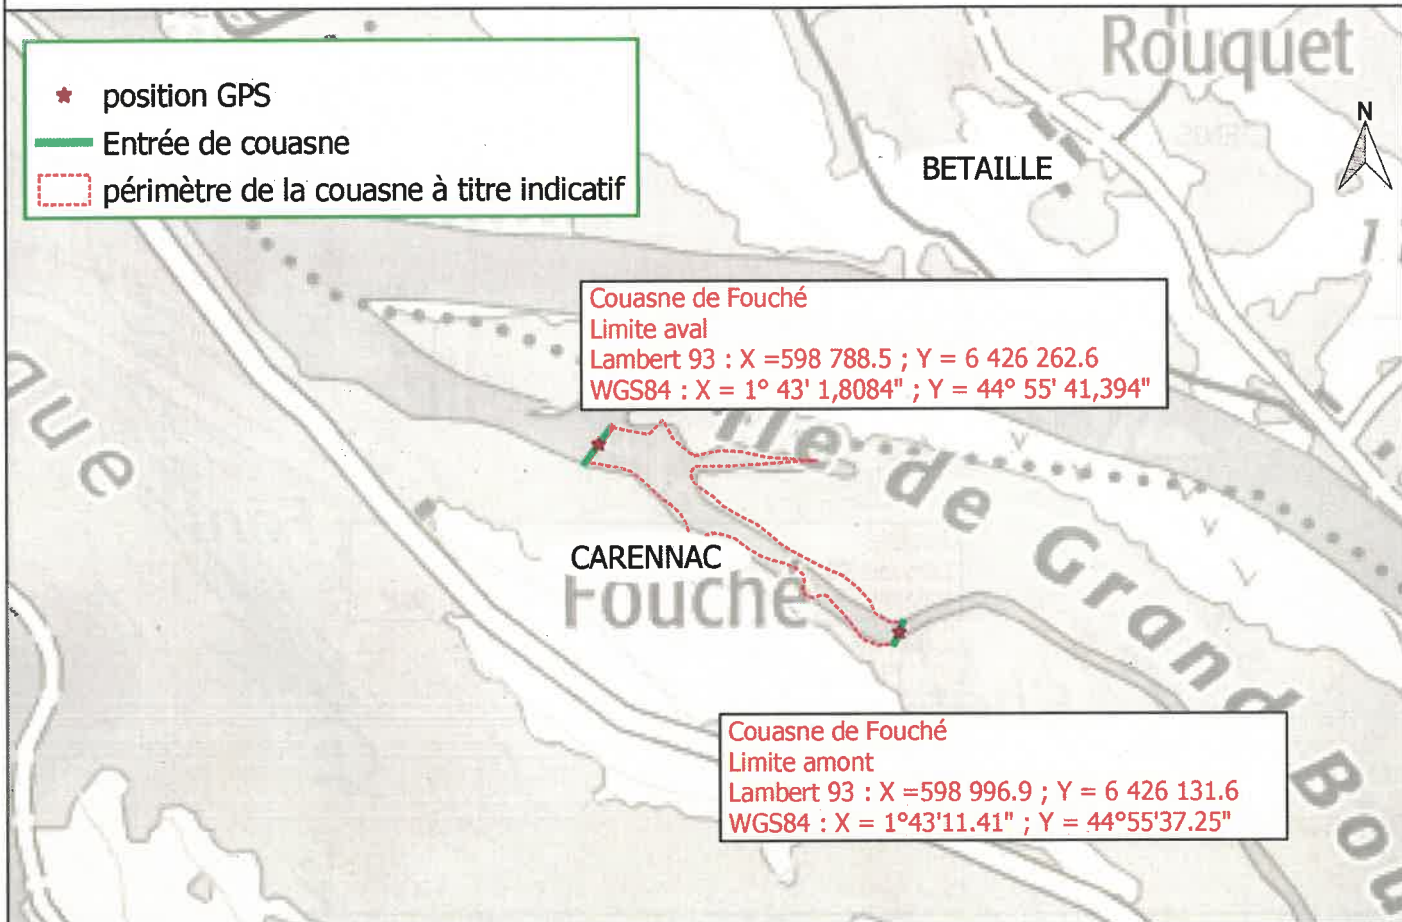 position GPS
Entrée de couasne
périmètre de la couasne à titre indicatif
Rouquet
N
BETAILLE
Couasne de Fouché
Limite aval
Lambert 93 : X =598 788.5 ; Y = 6 426 262.6
WGS84 : X = 1° 43' 1,8084" ; Y = 44° 55' 41,394"
que
Ile de Grand Bou
CARENNAC
Fouché
Couasne de Fouché
Limite amont
Lambert 93 : X =598 996.9 ; Y = 6 426 131.6
WGS84 : X = 1°43'11.41" ; Y = 44°55'37.25"